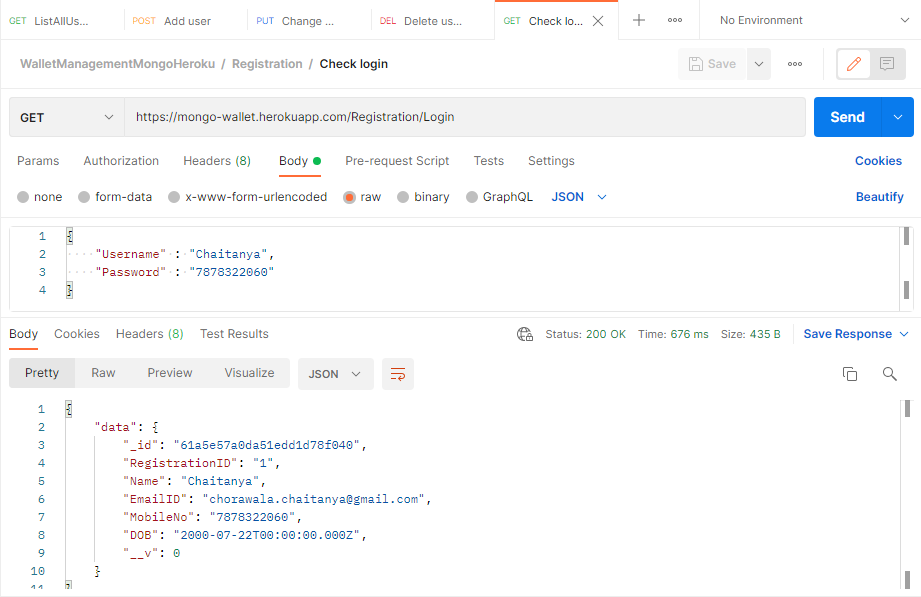 GET ListAllUs... POST Add user PUT Change ... DEL Delete us... GET Check lo... No Environment
WalletManagementMongoHeroku / Registration / Check login Save
GET https://mongo-wallet.herokuapp.com/Registration/Login Send
Params Authorization Headers (8) Body Pre-request Script Tests Settings Cookies
none form-data x-www-form-urlencoded raw binary GraphQL JSON Beautify
1 {
2 "Username" : "Chaitanya",
3 "Password" : "7878322060"
4 }
Body Cookies Headers (8) Test Results Status: 200 OK Time: 676 ms Size: 435 B Save Response
Pretty Raw Preview Visualize JSON
1 {
2 "data": {
3 "_id": "61a5e57a0da51edd1d78f040",
4 "RegistrationID": "1",
5 "Name": "Chaitanya",
6 "EmailID": "chorawala.chaitanya@gmail.com",
7 "MobileNo": "7878322060",
8 "DOB": "2000-07-22T00:00:00.000Z",
9 "__v": 0
10 }
11 }